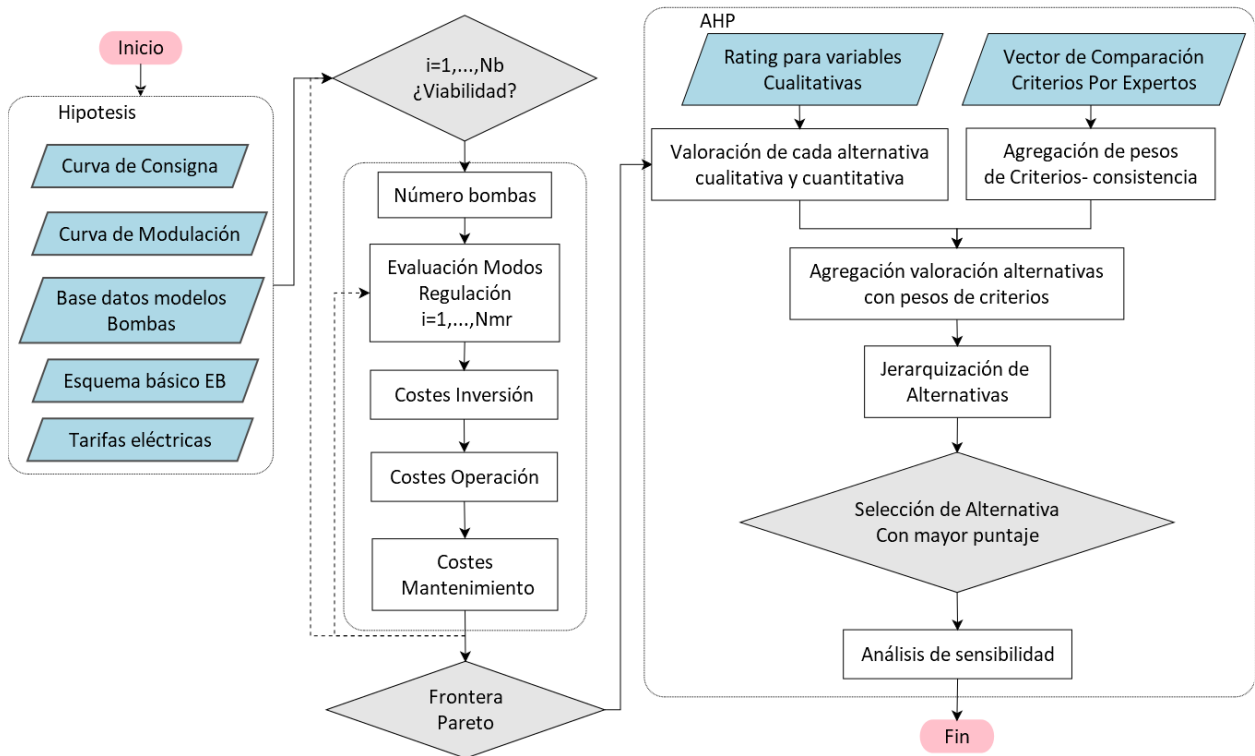 Inicio
Hipotesis
Curva de Consigna
Curva de Modulación
Base datos modelos
Bombas
Esquema básico EB
Tarifas eléctricas
i=1,...,Nb
¿Viabilidad?
Número bombas
Evaluación Modos
Regulación
i=1,...,Nmr
Costes Inversión
Costes Operación
Costes
Mantenimiento
Frontera
Pareto
AHP
Rating para variables
Cualitativas
Vector de Comparación
Criterios Por Expertos
Valoración de cada alternativa
cualitativa y cuantitativa
Agregación de pesos
de Criterios- consistencia
Agregación valoración alternativas
con pesos de criterios
Jerarquización de
Alternativas
Selección de Alternativa
Con mayor puntaje
Análisis de sensibilidad
Fin